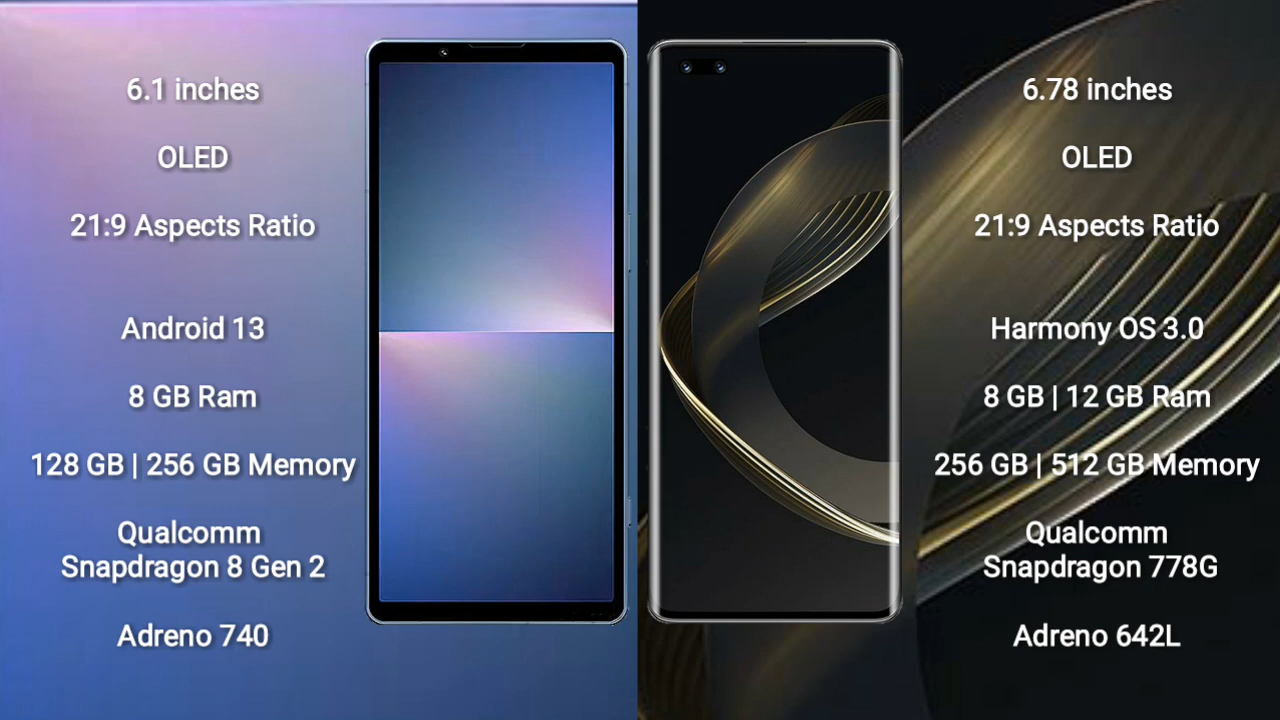 6.1 inches
OLED
21:9 Aspects Ratio
Android 13
8 GB Ram
128 GB | 256 GB Memory
Qualcomm
Snapdragon 8 Gen 2
Adreno 740
6.78 inches
OLED
21:9 Aspects Ratio
Harmony OS 3.0
8 GB | 12 GB Ram
256 GB | 512 GB Memory
Qualcomm
Snapdragon 778G
Adreno 642L